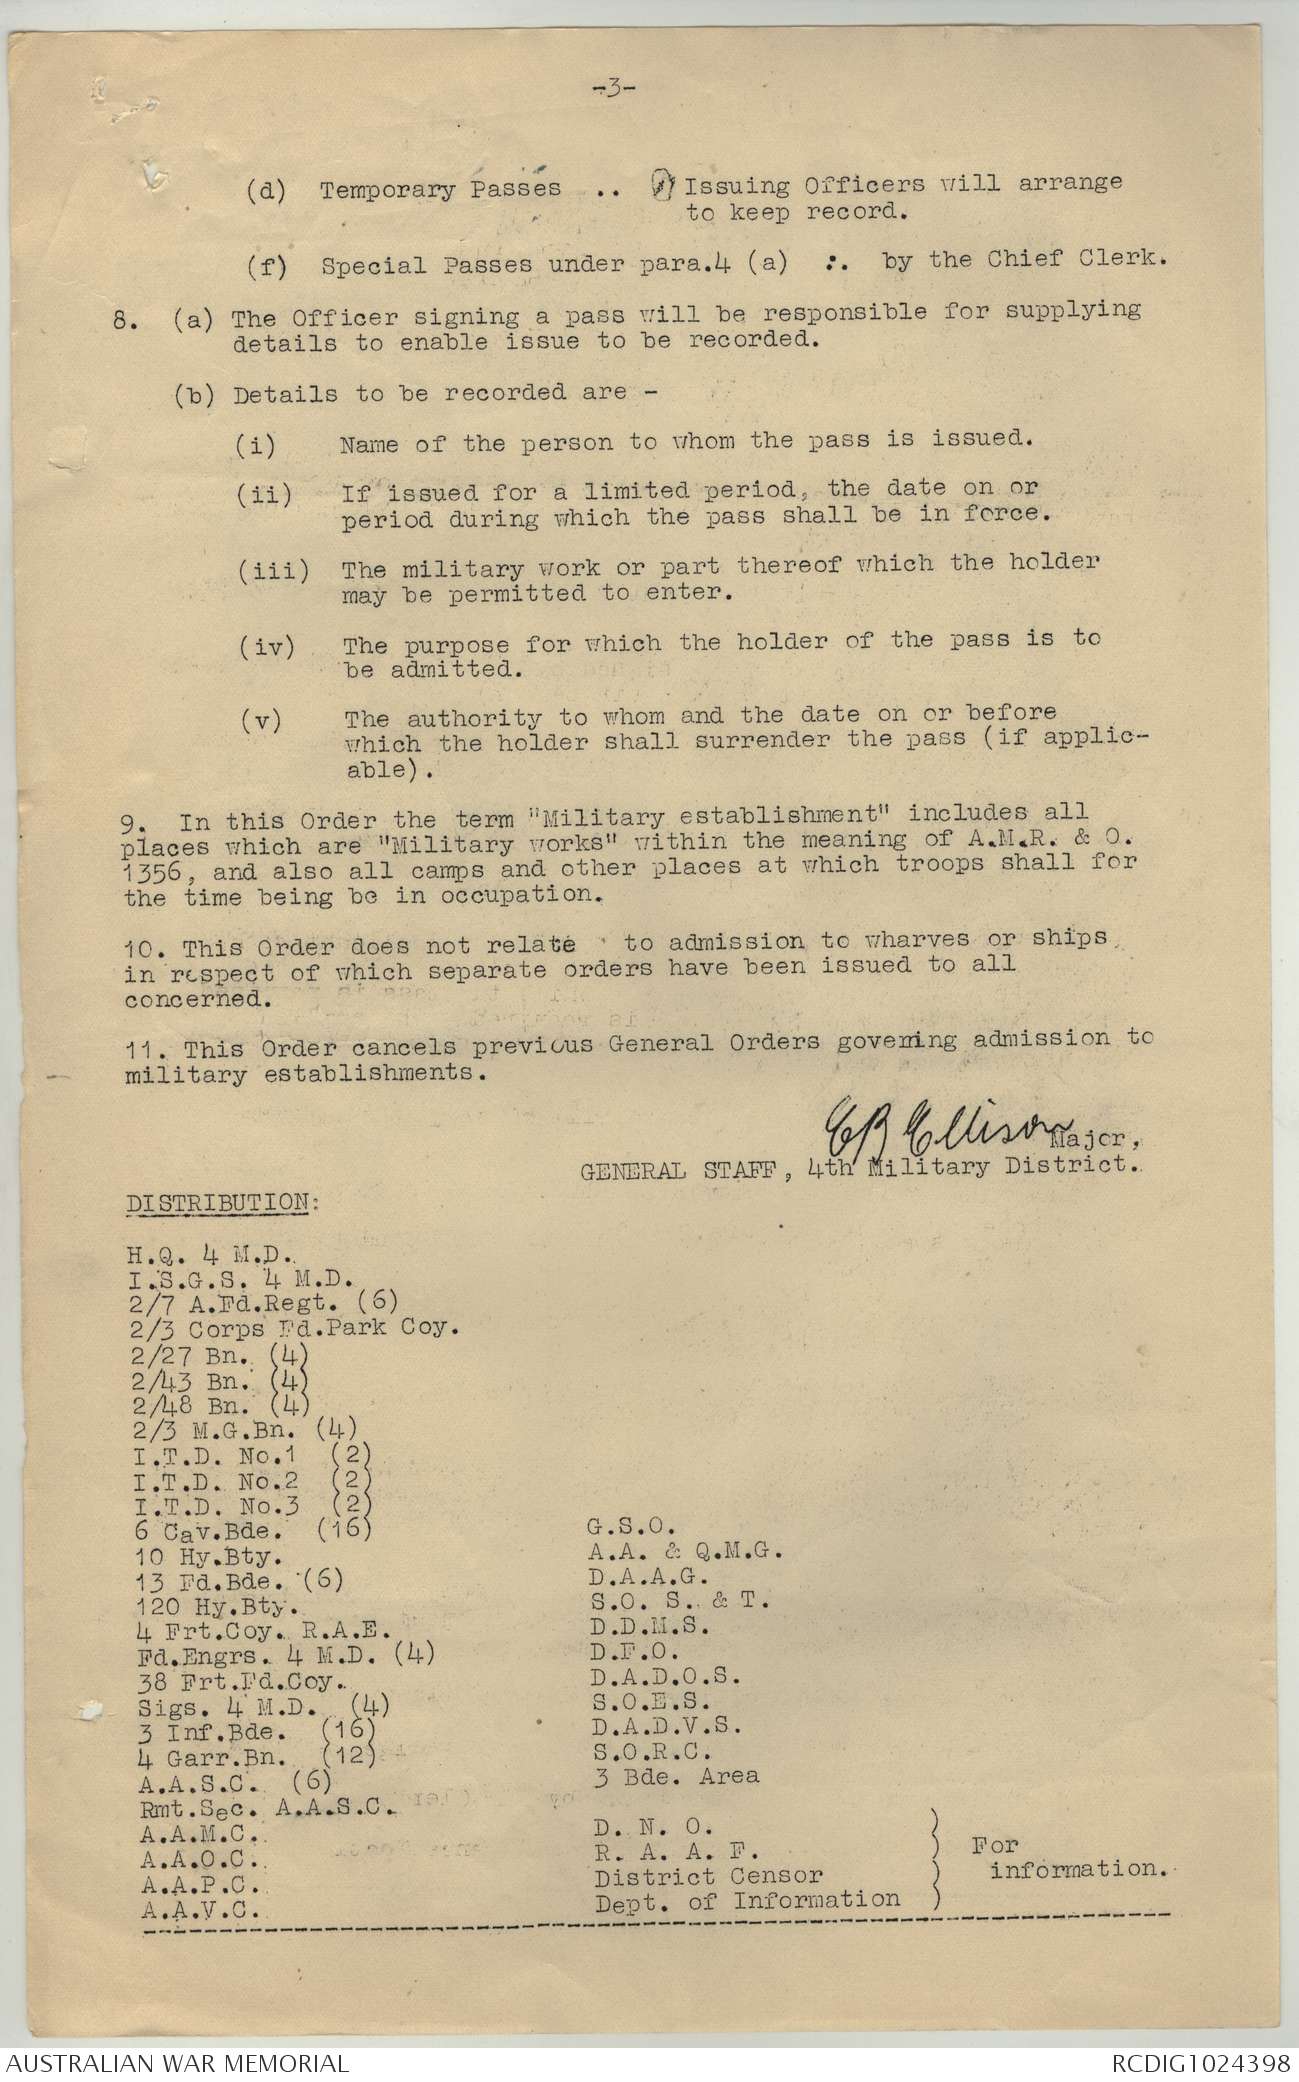 -3-
(d) Temporary Passes .. Issuing Officers will arrange
to keep record.
(f) Special Passes under para.4 (a) :. by the Chief Clerk.
8. (a) The Officer signing a pass will be responsible for supplying
details to enable issue to be recorded.
(b) Details to be recorded are -
(i) Name of the person to whom the pass is issued.
(ii) If issued for a limited period, the date on or
period during which the pass shall be in force.
(iii) The military work or part thereof which the holder
may be permitted to enter.
(iv) The purpose for which the holder of the pass is to
be admitted.
(v) The authority to whom and the date on or before
which the holder shall surrender the pass (if applic-
able).
9. In this Order the term "Military establishment" includes all
places which are "Military works" within the meaning of A.M.R. & O.
1356, and also all camps and other places at which troops shall for
the time being be in occupation.
10. This Order does not relate to admission to wharves or ships,
in respect of which separate orders have been issued to all
concerned.
11. This Order cancels previous General Orders governing admission to
military establishments.
C B Ellison Major,
GENERAL STAFF, 4th Military District.
DISTRIBUTION:
H.Q. 4 M.D.
I.S.G.S. 4 M.D.
2/7 A.Fd.Regt. (6)
2/3 Corps Fd.Park Coy.
2/27 Bn. (4)
2/43 Bn. (4)
2/48 Bn. (4)
2/3 M.G.Bn. (4)
I.T.D. No.1 (2)
I.T.D. No.2 (2)
I.T.D. No.3 (2)
6 Cav.Bde. (16)
10 Hy.Bty.
13 Fd.Bde. (6)
120 Hy.Bty.
4 Frt.Coy. R.A.E.
Fd.Engrs. 4 M.D. (4)
38 Frt.Fd.Coy.
Sigs. 4 M.D. (4)
3 Inf.Bde. (16)
4 Garr.Bn. (12)
A.A.S.C. (6)
Rmt.Sec. A.A.S.C.
A.A.M.C.
A.A.O.C.
A.A.P.C.
A.A.V.C.
G.S.O.
A.A. & Q.M.G.
D.A.A.G.
S.O. S. & T.
D.D.M.S.
D.F.O.
D.A.D.O.S.
S.O.E.S.
D.A.D.V.S.
S.O.R.C.
3 Bde. Area
D. N. O. )
R. A. A. F. ) For
District Censor ) information.
Dept. of Information )
AUSTRALIAN WAR MEMORIAL
RCDIG1024398